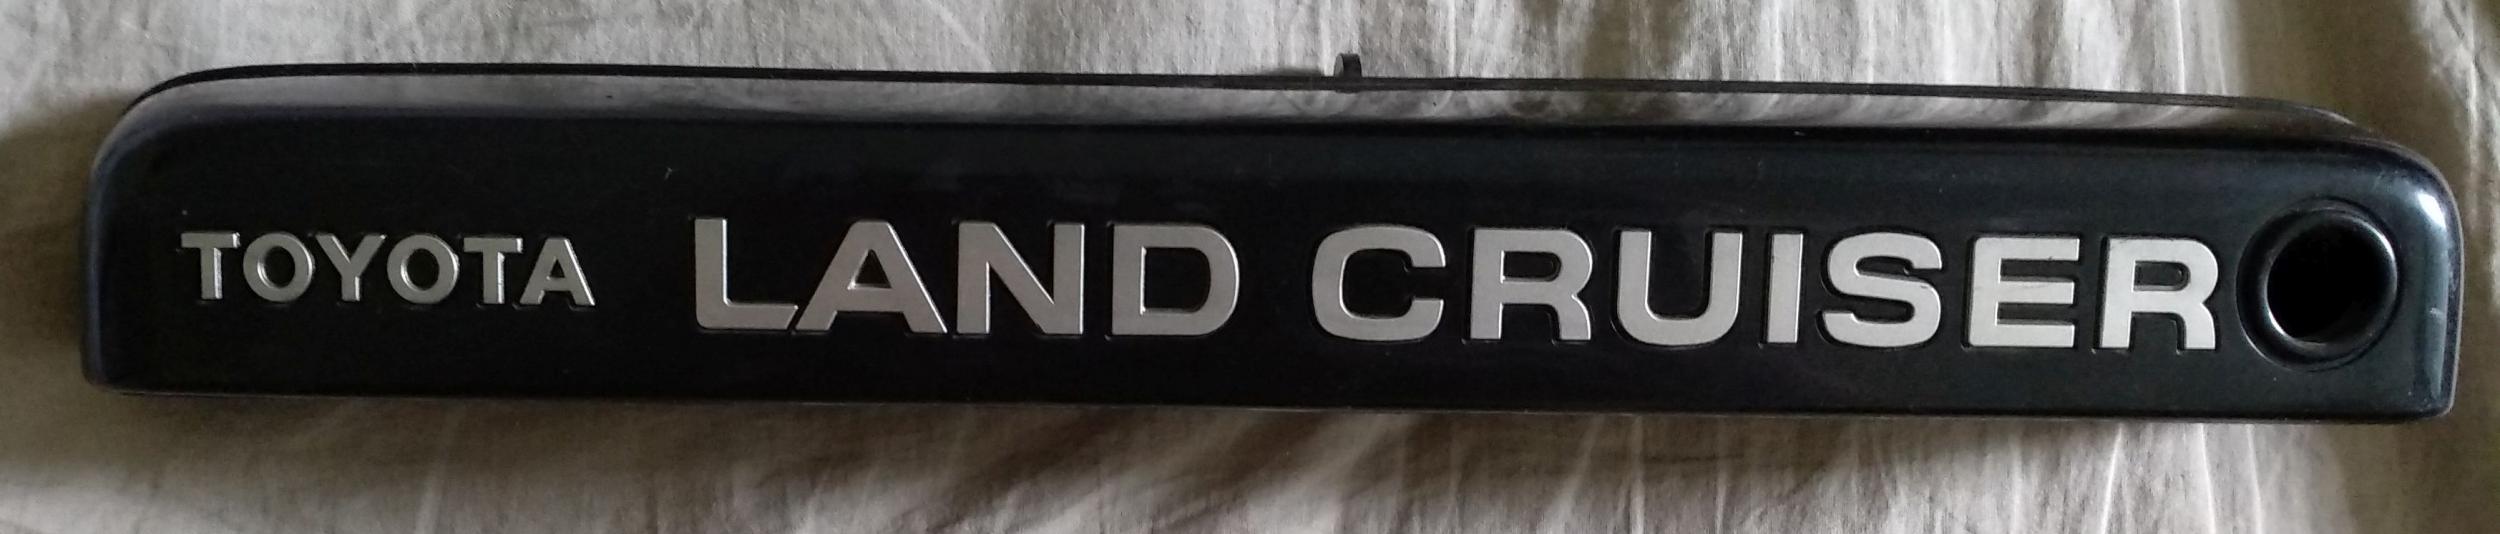 TOYOTA LAND CRUISER